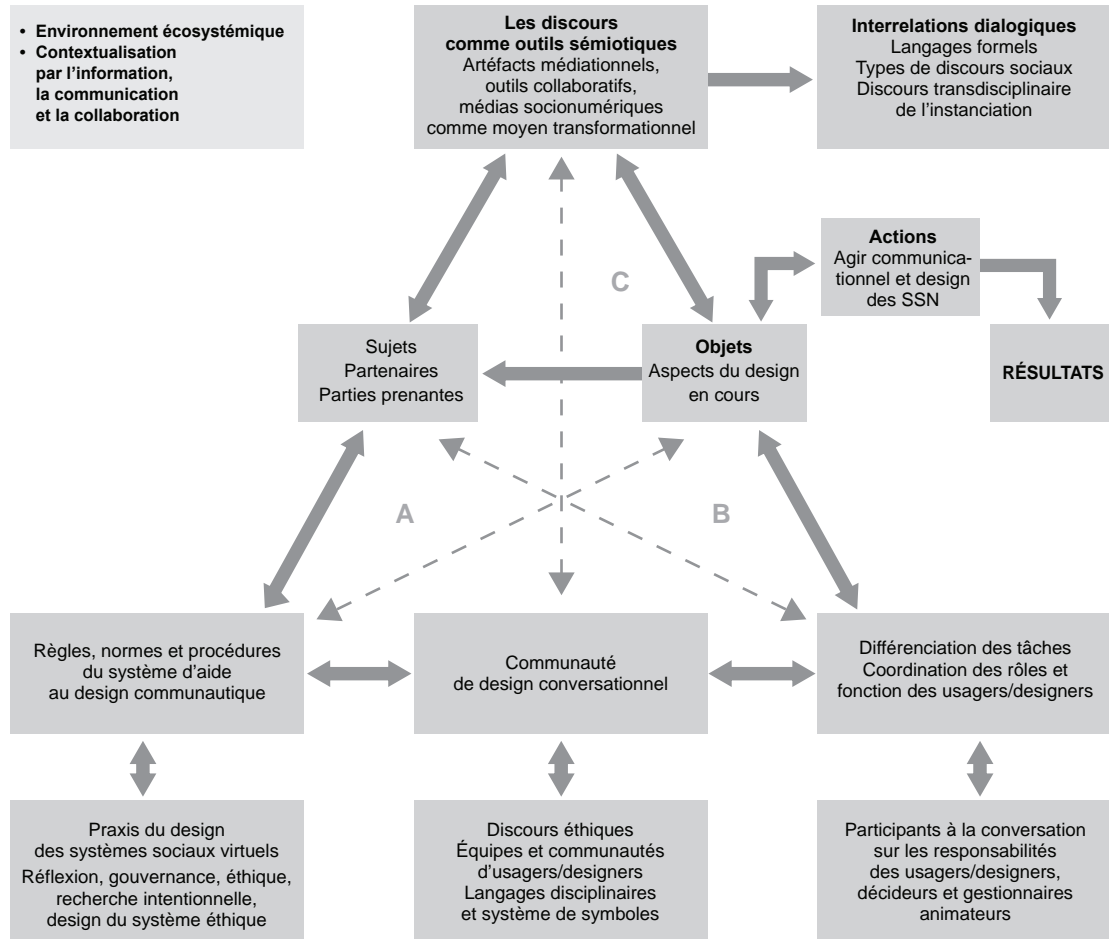 • Environnement écosystémique
• Contextualisation
par l’information,
la communication
et la collaboration
Les discours
comme outils sémiotiques
Artéfacts médiationnels,
outils collaboratifs,
médias socionumériques
comme moyen transformationnel
Interrelations dialogiques
Langages formels
Types de discours sociaux
Discours transdisciplinaire
de l’instanciation
Actions
Agir communica-
tionnel et design
des SSN
C
Sujets
Partenaires
Parties prenantes
Objets
Aspects du design
en cours
RÉSULTATS
A
B
Règles, normes et procédures
du système d’aide
au design communautique
Communauté
de design conversationnel
Différenciation des tâches
Coordination des rôles et
fonction des usagers/designers
Praxis du design
des systèmes sociaux virtuels
Réflexion, gouvernance, éthique,
recherche intentionnelle,
design du système éthique
Discours éthiques
Équipes et communautés
d’usagers/designers
Langages disciplinaires
et système de symboles
Participants à la conversation
sur les responsabilités
des usagers/designers,
décideurs et gestionnaires
animateurs